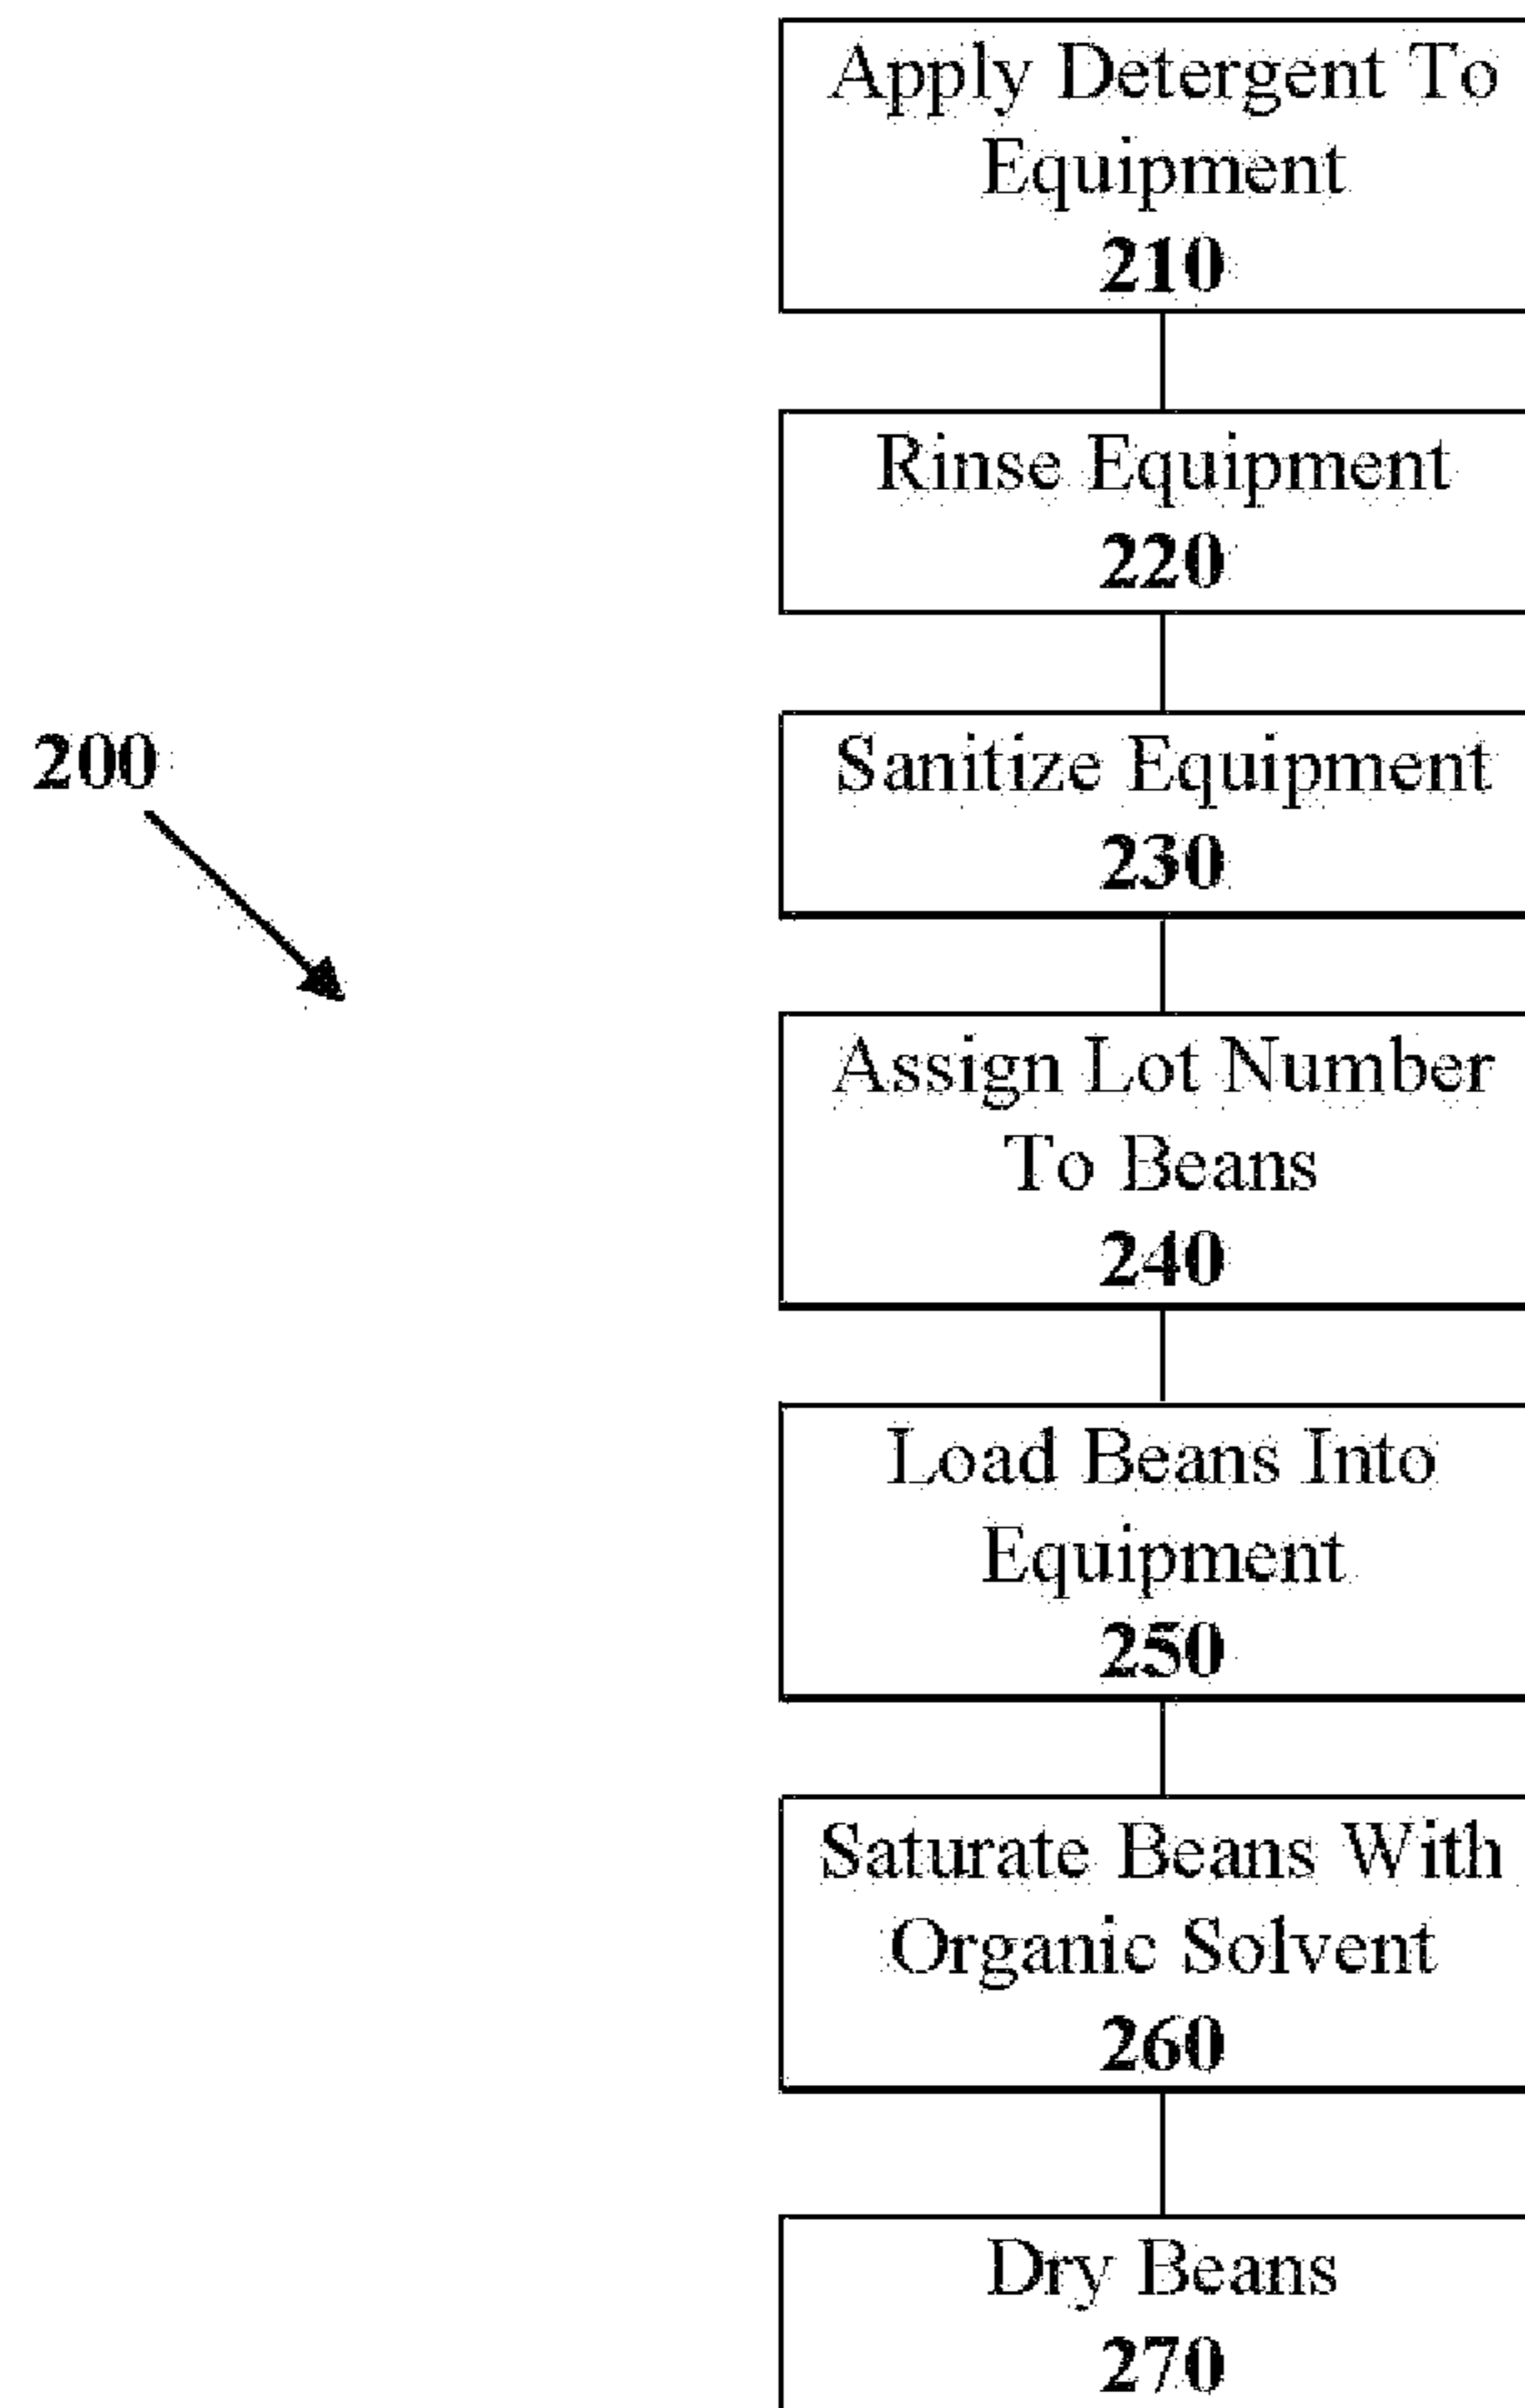 Apply Detergent To
Equipment
210
Rinse Equipment
220
200
Sanitize Equipment
230
Assign Lot Number
To Beans
240
Load Beans Into
Equipment
250
Saturate Beans With
Organic Solvent
260
Dry Beans
270